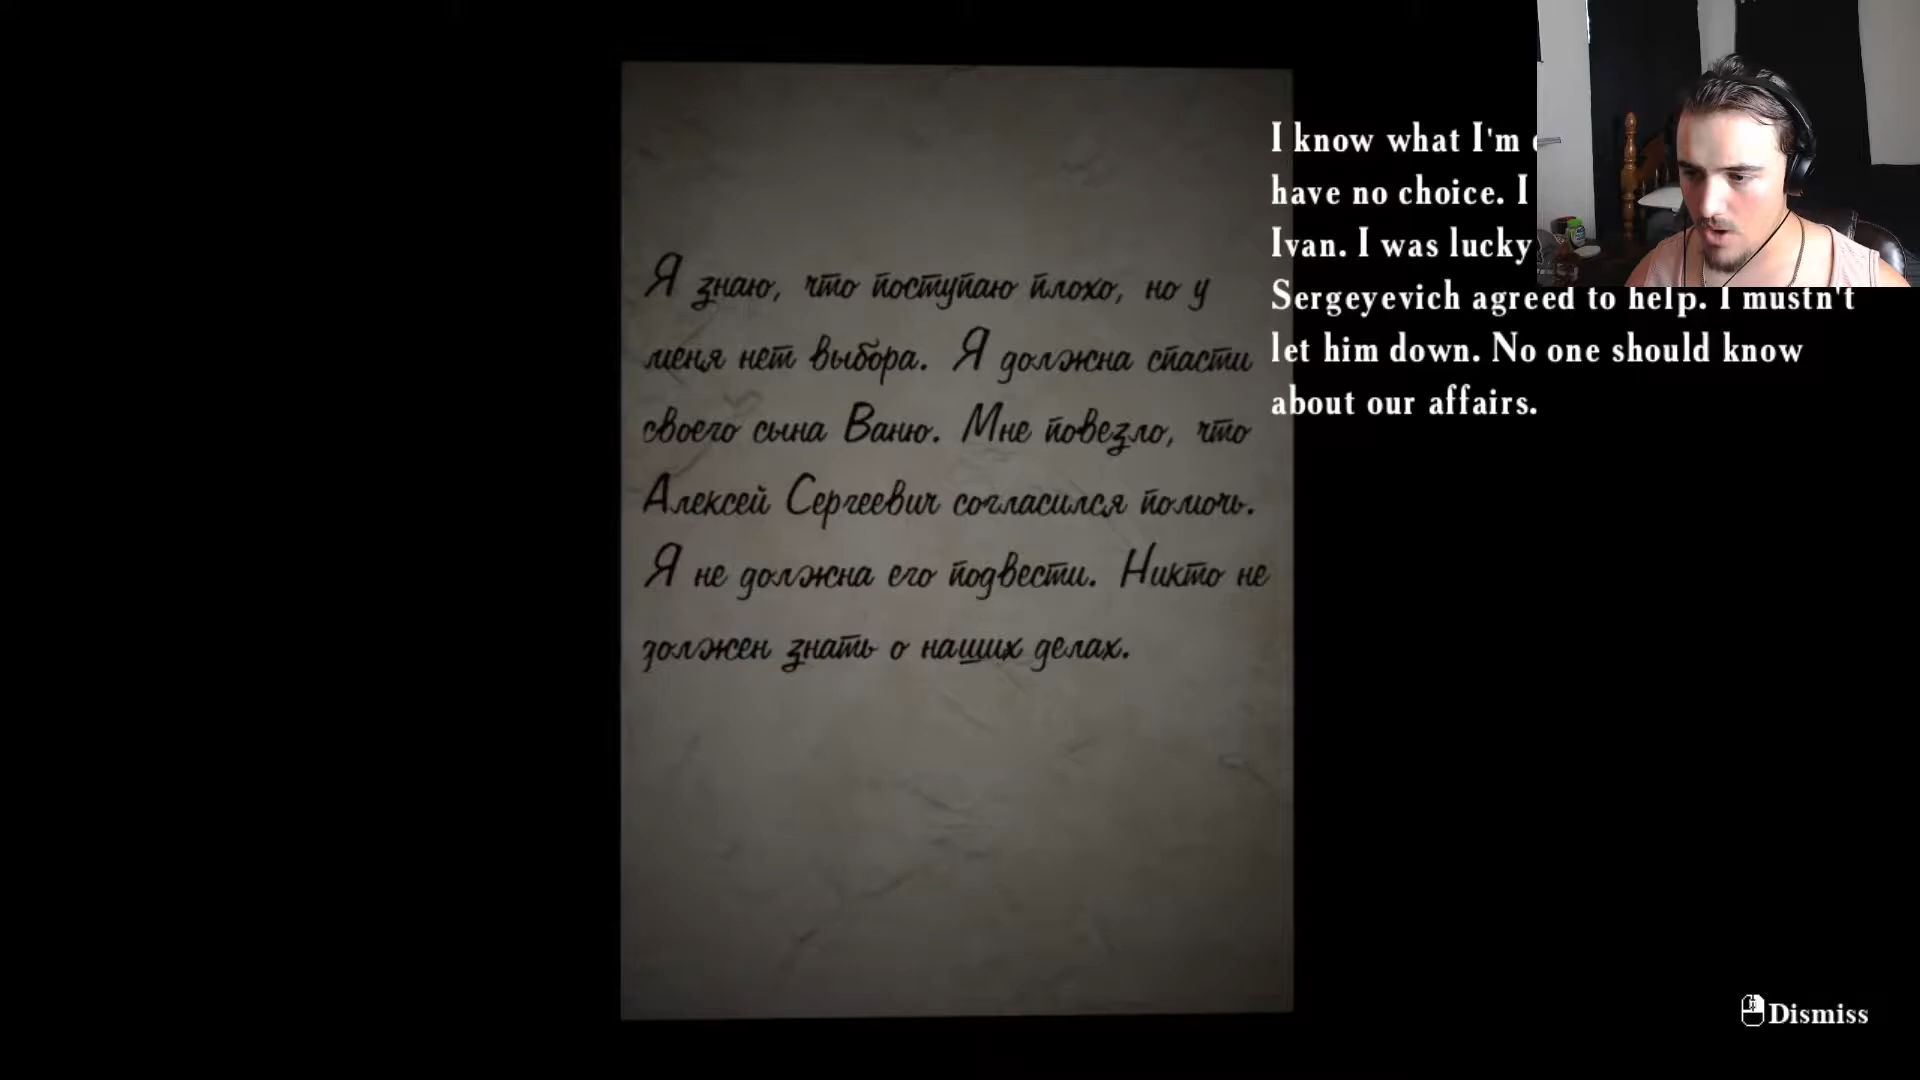 Я знаю, что поступаю плохо, но у
меня нет выбора. Я должна спасти
своего сына Ваню. Мне повезло, что
Алексей Сергеевич согласился помочь.
Я не должна его подвести. Никто не
должен знать о наших делах.
I know what I'm
have no choice. I
Ivan. I was lucky
Sergeyevich agreed to help. I mustn't
let him down. No one should know
about our affairs.
Dismiss